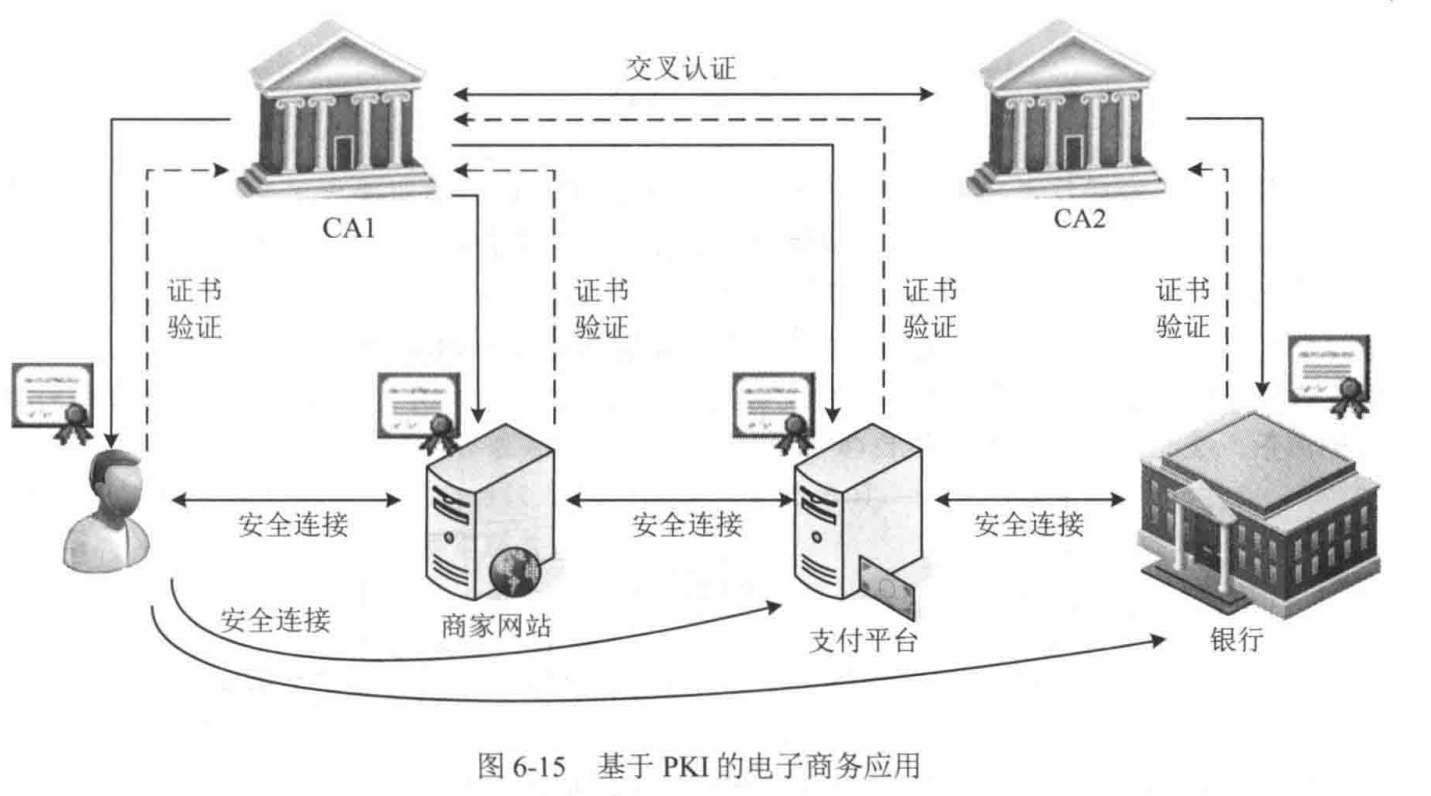 交叉认证
CA1
CA2
证书
验证
证书
验证
证书
验证
证书
验证
安全连接
安全连接
安全连接
安全连接
商家网站
支付平台
银行
图 6-15 基于 PKI 的电子商务应用